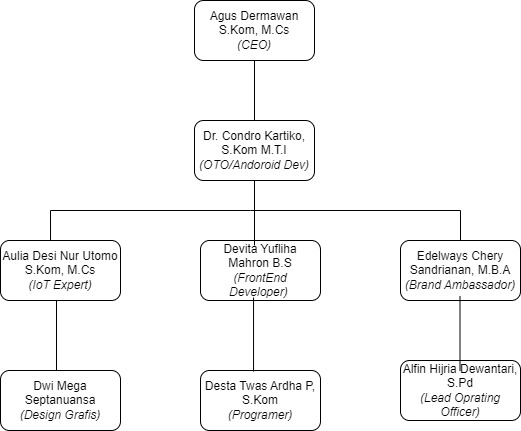 Agus Dermawan
S.Kom, M.Cs
(CEO)
Dr. Condro Kartiko,
S.Kom M.T.I
(OTO/Andoroid Dev)
Aulia Desi Nur Utomo
S.Kom, M.Cs
(IoT Expert)
Devita Yufliha
Mahron B.S
(FrontEnd
Developer)
Edelways Chery
Sandrianan, M.B.A
(Brand Ambassador)
Dwi Mega
Septanuansa
(Design Grafis)
Desta Twas Ardha P,
S.Kom
(Programer)
Alfin Hijria Dewantari,
S.Pd
(Lead Oprating
Officer)